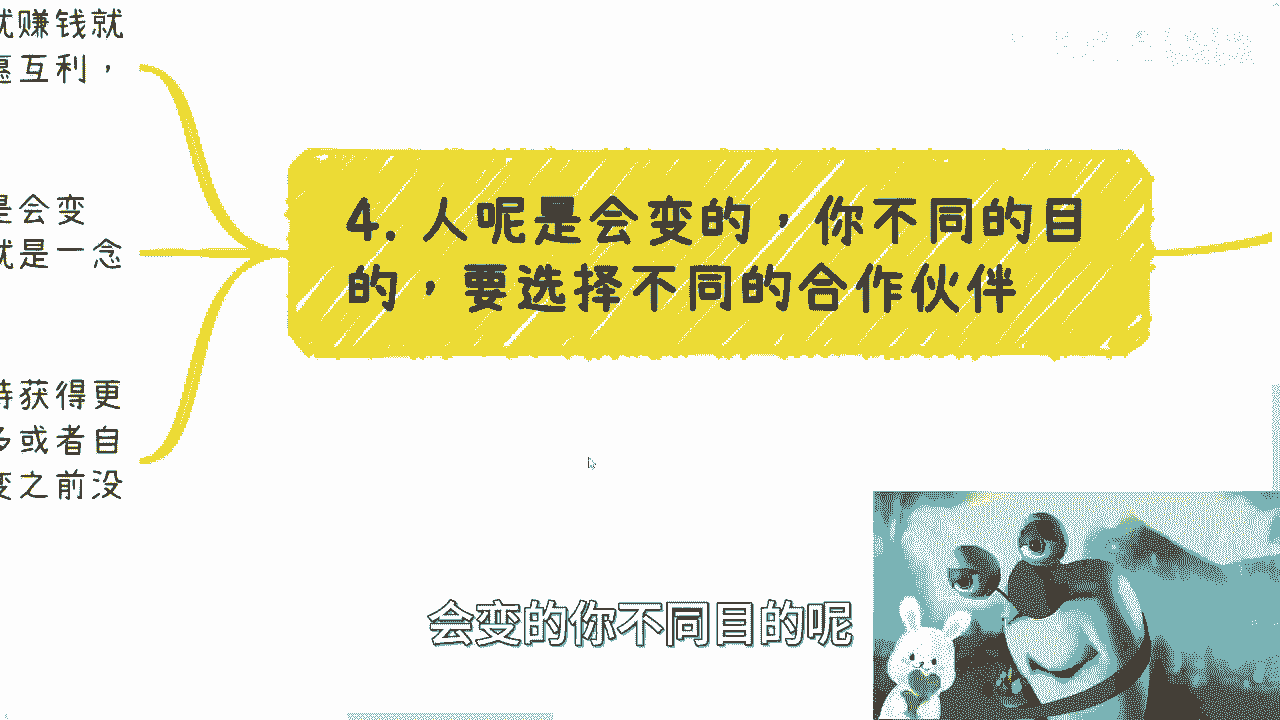 就赚钱就
惠互利，
是会变
就是一念
持获得更
多或者自
变之前没
4. 人呢是会变的，你不同的目
的，要选择不同的合作伙伴
会变的你不同目的呢